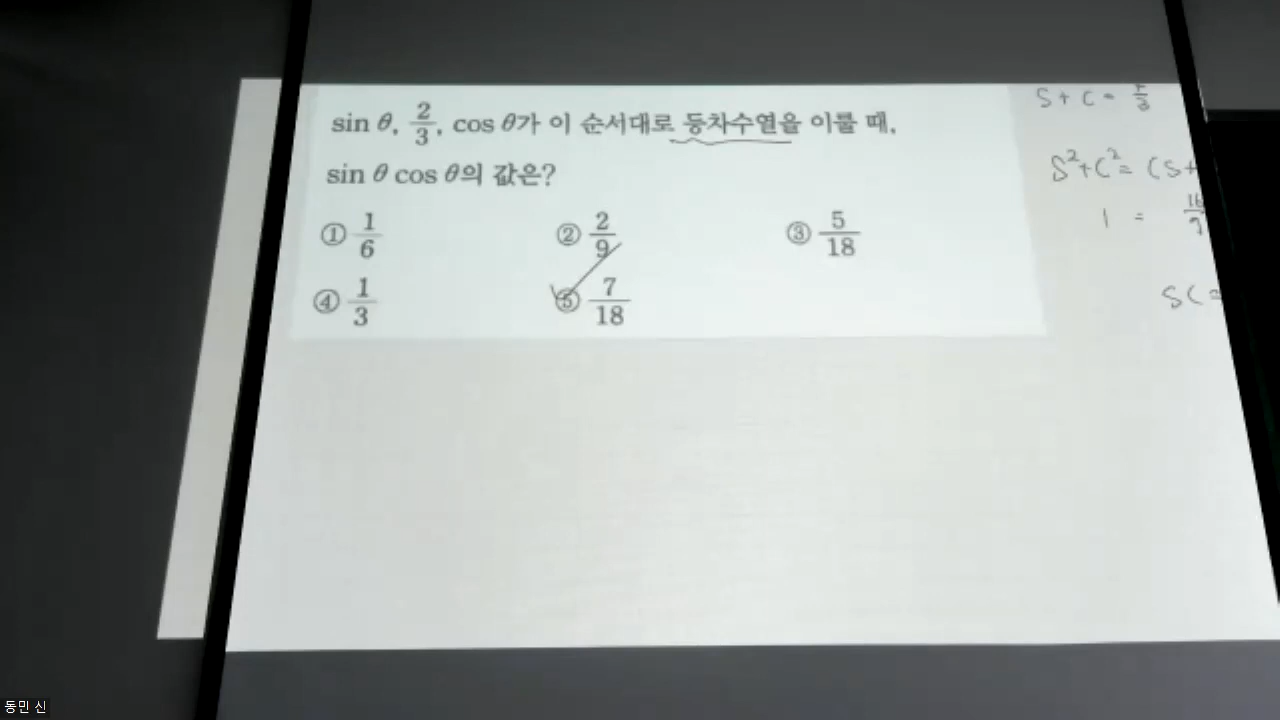 sin θ, 2/3, cos θ가 이 순서대로 등차수열을 이룰 때,
sin θ cos θ의 값은?
① 1/6 ② 2/9 ③ 5/18
④ 1/3 ⑤ 7/18
S + C =
S² + C² = (S+
1 = 16/9
SC =
동민 신